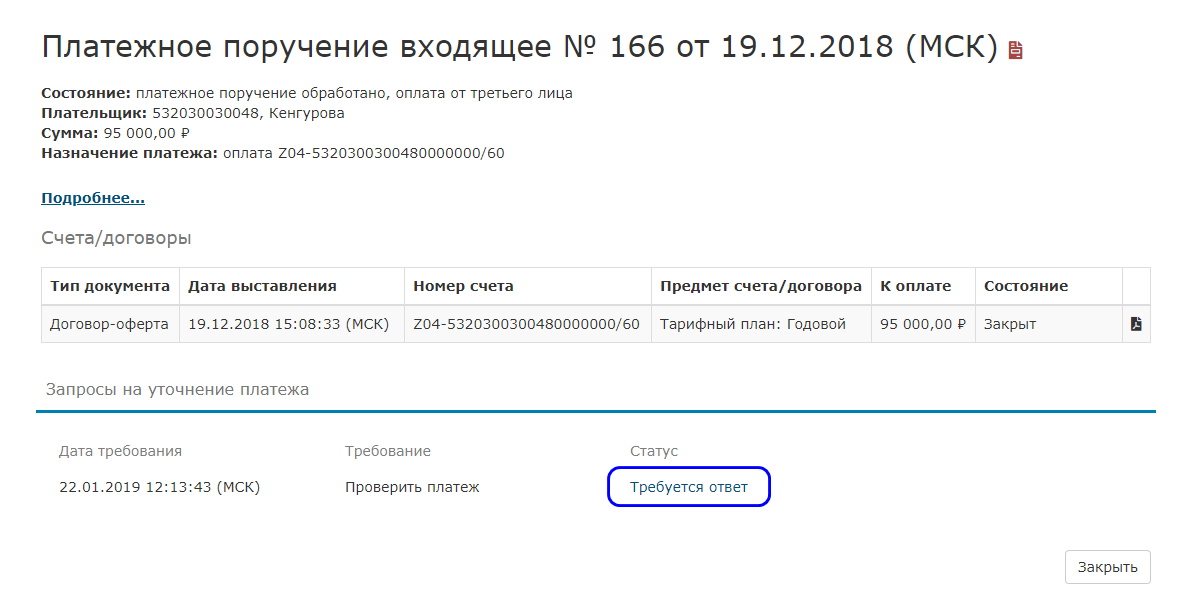 Платежное поручение входящее № 166 от 19.12.2018 (МСК)
Состояние: платежное поручение обработано, оплата от третьего лица
Плательщик: 532030030048, Кенгурова
Сумма: 95 000,00 ₽
Назначение платежа: оплата Z04-5320300300480000000/60
Подробнее...
Счета/договоры
Тип документа Дата выставления Номер счета Предмет счета/договора К оплате Состояние
Договор-оферта 19.12.2018 15:08:33 (МСК) Z04-5320300300480000000/60 Тарифный план: Годовой 95 000,00 ₽ Закрыт
Запросы на уточнение платежа
Дата требования Требование Статус
22.01.2019 12:13:43 (МСК) Проверить платеж Требуется ответ
Закрыть